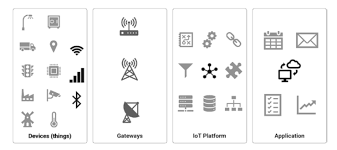 Devices (things)
Gateways
IoT Platform
Application